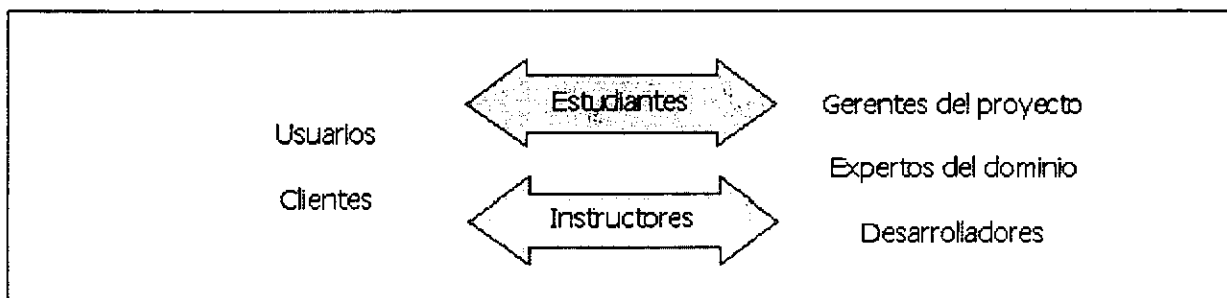 Estudiantes
Gerentes del proyecto
Usuarios
Expertos del dominio
Clientes
Instructores
Desarrolladores